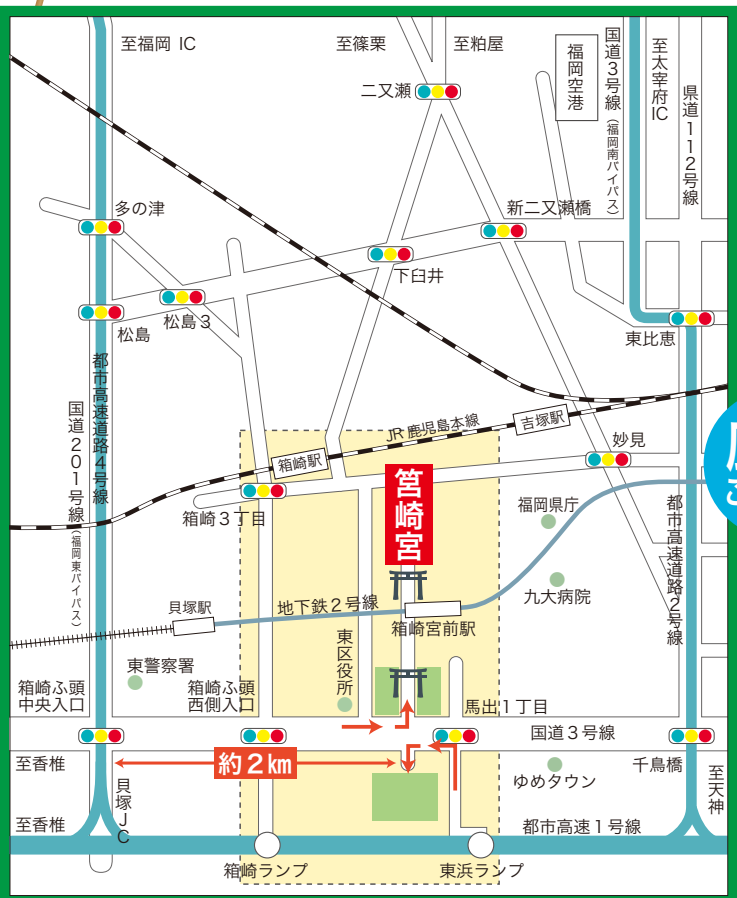 至福岡 IC
至篠栗
至粕屋
二又瀬
福岡空港
国道3号線（福岡南バイパス）
至太宰府IC
県道112号線
多の津
新二又瀬橋
下臼井
松島
松島3
東比恵
都市高速道路4号線
国道201号線（福岡東バイパス）
JR 鹿児島本線
吉塚駅
箱崎駅
妙見
箱崎3丁目
筥崎宮
福岡県庁
都市高速道路2号線
九大病院
貝塚駅
地下鉄2号線
箱崎宮前駅
東区役所
東警察署
箱崎ふ頭
中央入口
箱崎ふ頭
西側入口
馬出1丁目
国道3号線
千鳥橋
至香椎
約2km
ゆめタウン
至天神
貝塚JC
至香椎
都市高速1号線
箱崎ランプ
東浜ランプ